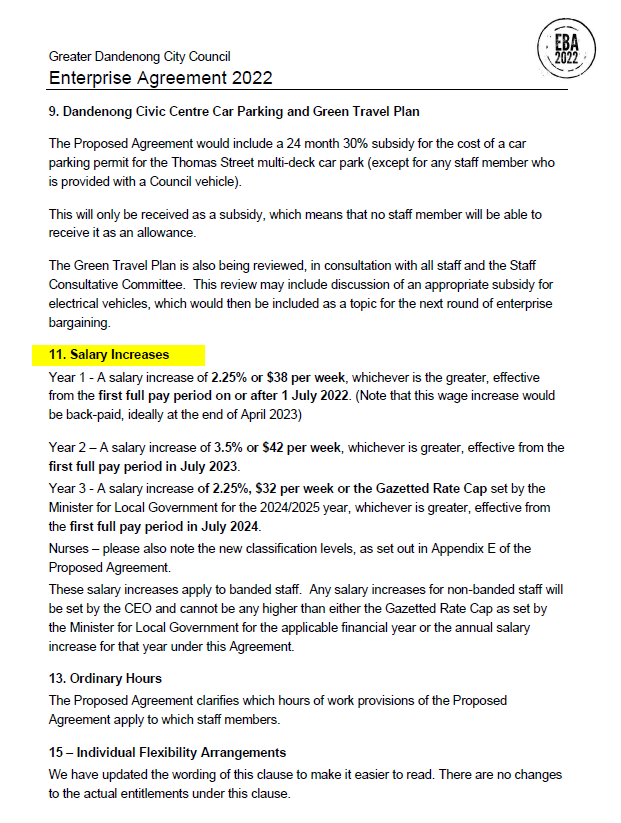 EBA
2022
Greater Dandenong City Council
Enterprise Agreement 2022
9. Dandenong Civic Centre Car Parking and Green Travel Plan
The Proposed Agreement would include a 24 month 30% subsidy for the cost of a car
parking permit for the Thomas Street multi-deck car park (except for any staff member who
is provided with a Council vehicle).
This will only be received as a subsidy, which means that no staff member will be able to
receive it as an allowance.
The Green Travel Plan is also being reviewed, in consultation with all staff and the Staff
Consultative Committee.  This review may include discussion of an appropriate subsidy for
electrical vehicles, which would then be included as a topic for the next round of enterprise
bargaining.
11. Salary Increases
Year 1 - A salary increase of 2.25% or $38 per week, whichever is the greater, effective
from the first full pay period on or after 1 July 2022. (Note that this wage increase would
be back-paid, ideally at the end of April 2023)
Year 2 – A salary increase of 3.5% or $42 per week, whichever is greater, effective from the
first full pay period in July 2023.
Year 3 - A salary increase of 2.25%, $32 per week or the Gazetted Rate Cap set by the
Minister for Local Government for the 2024/2025 year, whichever is greater, effective from
the first full pay period in July 2024.
Nurses – please also note the new classification levels, as set out in Appendix E of the
Proposed Agreement.
These salary increases apply to banded staff.  Any salary increases for non-banded staff will
be set by the CEO and cannot be any higher than either the Gazetted Rate Cap as set by
the Minister for Local Government for the applicable financial year or the annual salary
increase for that year under this Agreement.
13. Ordinary Hours
The Proposed Agreement clarifies which hours of work provisions of the Proposed
Agreement apply to which staff members.
15 – Individual Flexibility Arrangements
We have updated the wording of this clause to make it easier to read. There are no changes
to the actual entitlements under this clause.